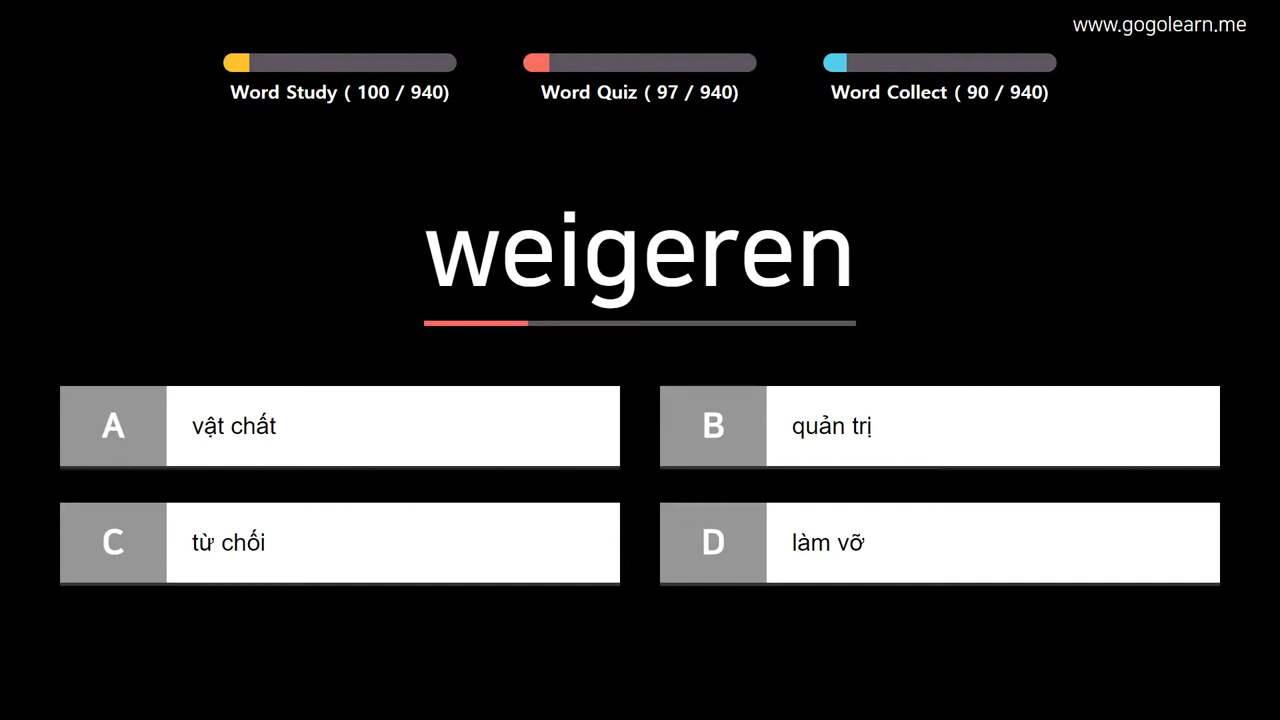 www.gogolearn.me
Word Study ( 100 / 940)
Word Quiz ( 97 / 940)
Word Collect ( 90 / 940)
weigeren
A vật chất
B quản trị
C từ chối
D làm vỡ